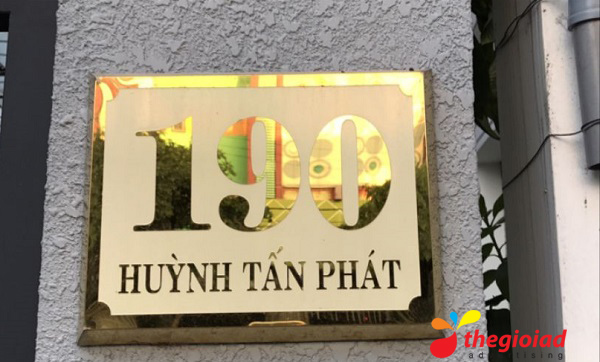 190
HUỲNH TẤN PHÁT
thegioiad
advertising